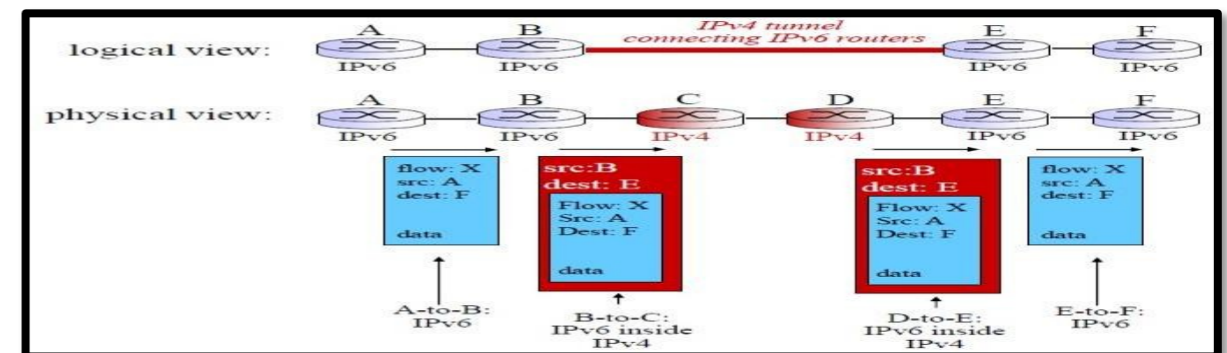 A B IPv4 tunnel E F
logical view: connecting IPv6 routers
IPv6 IPv6 IPv6 IPv6
A B C D E F
physical view:
IPv6 IPv6 IPv4 IPv4 IPv6 IPv6
flow: X
src: A
dest: F
data
src:B
dest: E
Flow: X
Src: A
Dest: F
data
src:B
dest: E
Flow: X
Src: A
Dest: F
data
flow: X
src: A
dest: F
data
A-to-B:
IPv6
B-to-C:
IPv6 inside
IPv4
D-to-E:
IPv6 inside
IPv4
E-to-F:
IPv6